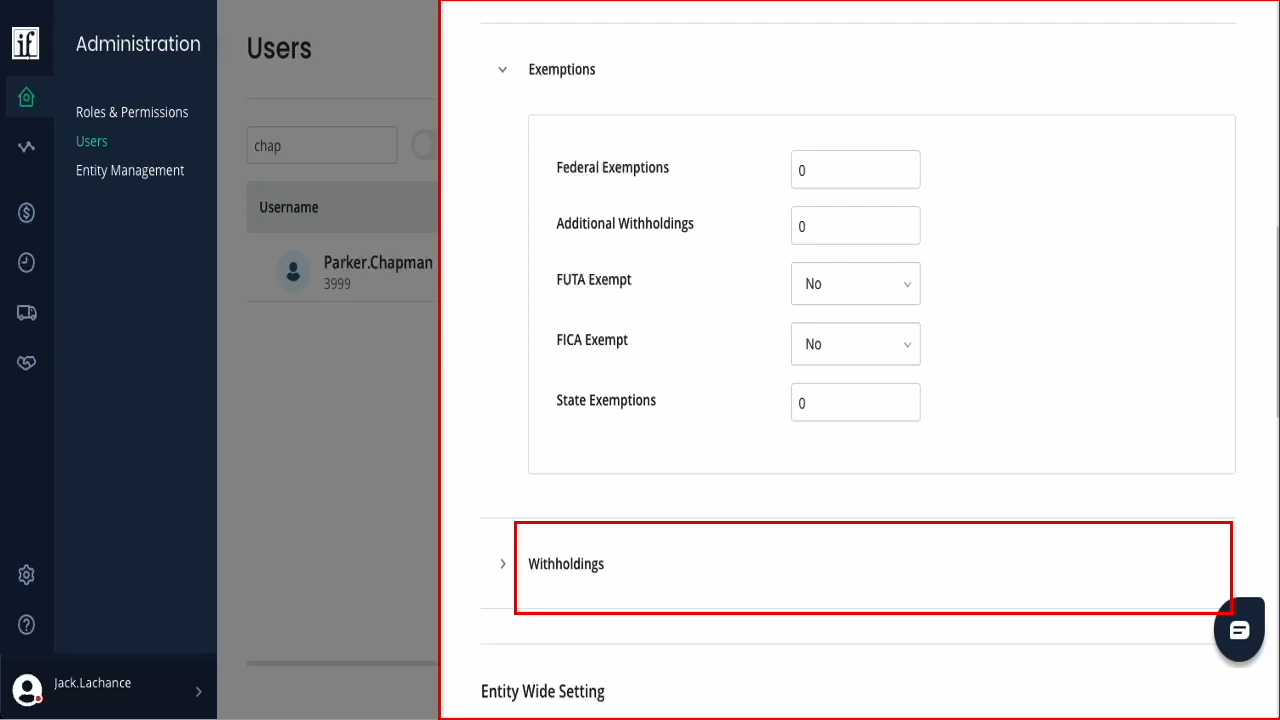 if
Administration
Roles & Permissions
Users
Entity Management
Jack.Lachance
Users
chap
Username
Parker.Chapman
3999
Exemptions
Federal Exemptions
0
Additional Withholdings
0
FUTA Exempt
No
FICA Exempt
No
State Exemptions
0
Withholdings
Entity Wide Setting